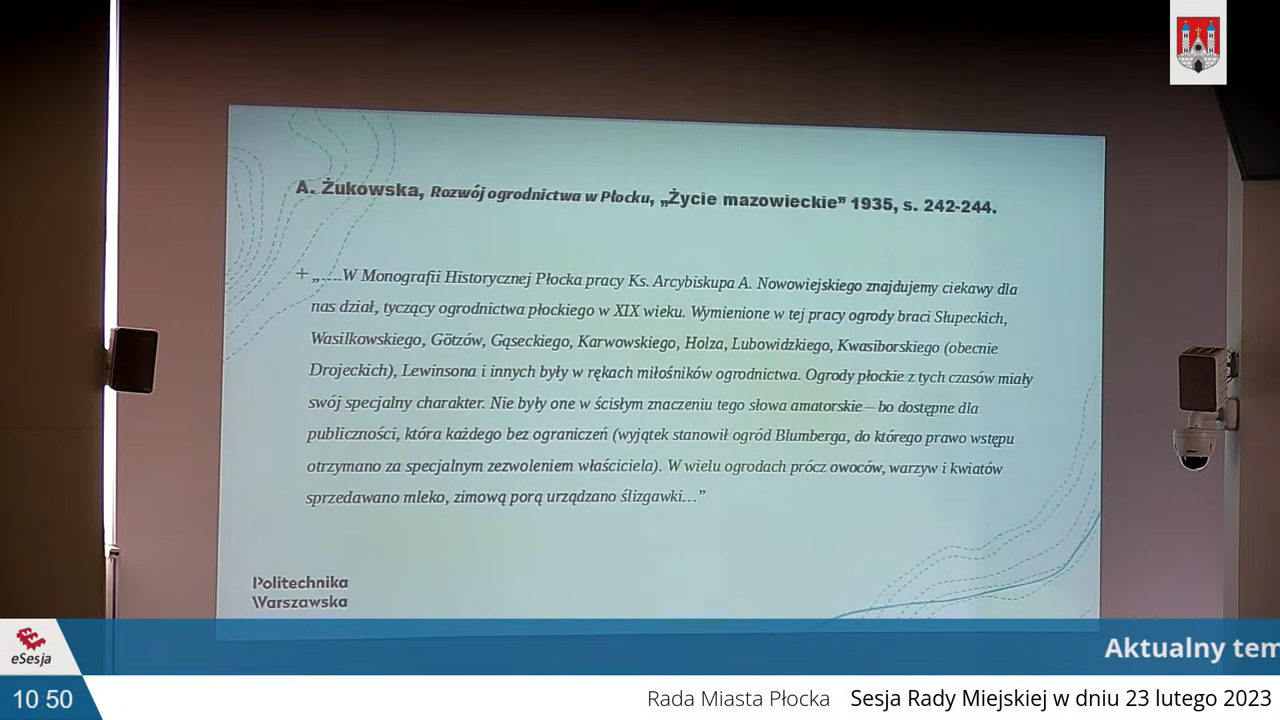 A. Żukowska, Rozwój ogrodnictwa w Płocku, „Życie mazowieckie” 1935, s. 242-244.
+ „….W Monografii Historycznej Płocka pracy Ks. Arcybiskupa A. Nowowiejskiego znajdujemy ciekawy dla
nas dział, tyczący ogrodnictwa płockiego w XIX wieku. Wymienione w tej pracy ogrody braci Słupeckich,
Wasilkowskiego, Götzów, Gąseckiego, Karwowskiego, Holza, Lubowidzkiego, Kwasiborskiego (obecnie
Drojeckich), Lewinsona i innych były w rękach miłośników ogrodnictwa. Ogrody płockie z tych czasów miały
swój specjalny charakter. Nie były one w ścisłym znaczeniu tego słowa amatorskie – bo dostępne dla
publiczności, która każdego bez ograniczeń (wyjątek stanowił ogród Blumberga, do którego prawo wstępu
otrzymano za specjalnym zezwoleniem właściciela). W wielu ogrodach prócz owoców, warzyw i kwiatów
sprzedawano mleko, zimową porą urządzano ślizgawki…”
Politechnika
Warszawska
Aktualny tem
eSesja
10:50
Rada Miasta Płocka Sesja Rady Miejskiej w dniu 23 lutego 2023